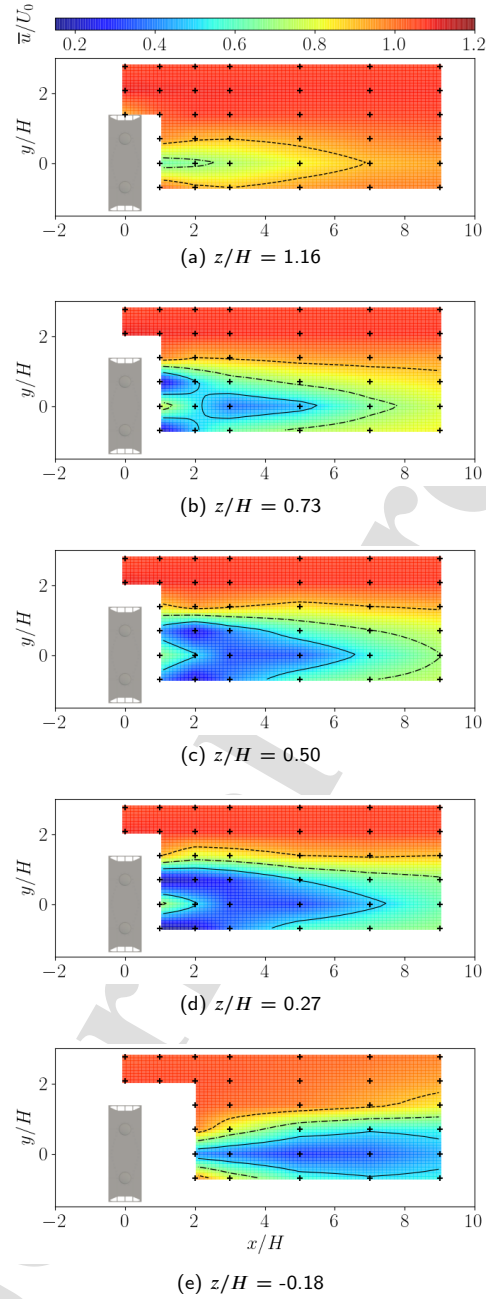 u̅/U₀
0.2 0.4 0.6 0.8 1.0 1.2
y/H
2
0
−2 0 2 4 6 8 10
(a) z/H = 1.16
y/H
2
0
−2 0 2 4 6 8 10
(b) z/H = 0.73
y/H
2
0
−2 0 2 4 6 8 10
(c) z/H = 0.50
y/H
2
0
−2 0 2 4 6 8 10
(d) z/H = 0.27
y/H
2
0
−2 0 2 4 6 8 10
x/H
(e) z/H = -0.18